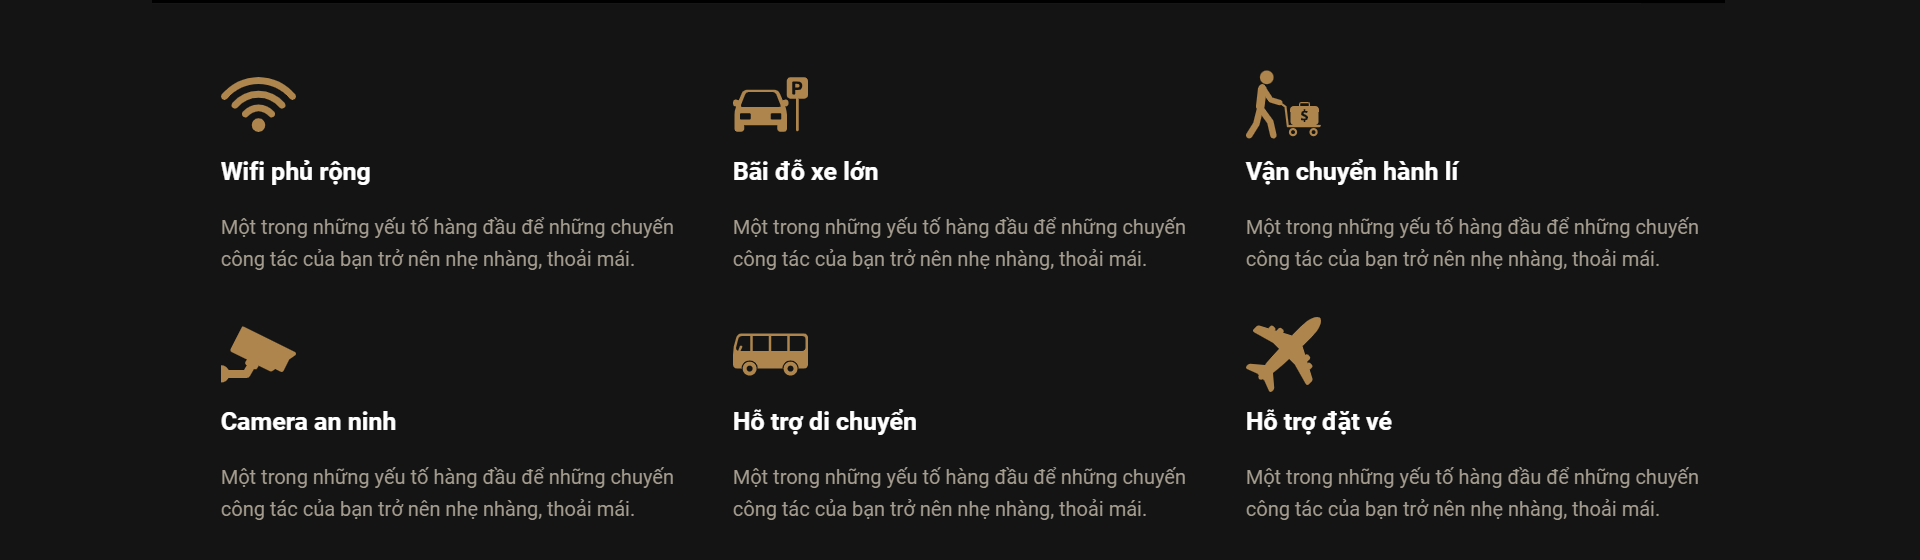 P
$
Wifi phủ rộng
Bãi đỗ xe lớn
Vận chuyển hành lí
Một trong những yếu tố hàng đầu để những chuyến
công tác của bạn trở nên nhẹ nhàng, thoải mái.
Một trong những yếu tố hàng đầu để những chuyến
công tác của bạn trở nên nhẹ nhàng, thoải mái.
Một trong những yếu tố hàng đầu để những chuyến
công tác của bạn trở nên nhẹ nhàng, thoải mái.
Camera an ninh
Hỗ trợ di chuyển
Hỗ trợ đặt vé
Một trong những yếu tố hàng đầu để những chuyến
công tác của bạn trở nên nhẹ nhàng, thoải mái.
Một trong những yếu tố hàng đầu để những chuyến
công tác của bạn trở nên nhẹ nhàng, thoải mái.
Một trong những yếu tố hàng đầu để những chuyến
công tác của bạn trở nên nhẹ nhàng, thoải mái.